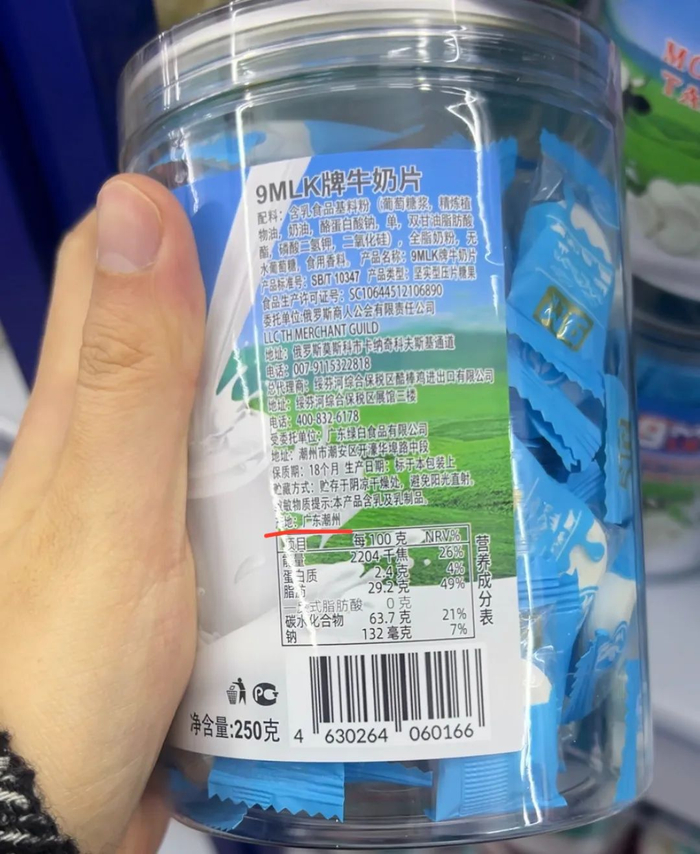 9MLK牌牛奶片
配料：含乳食品基料粉（葡萄糖浆，精炼植
物油，奶油，酪蛋白酸钠，单，双甘油脂肪酸
酯，磷酸二氢钾，二氧化硅），全脂奶粉，无
水葡萄糖，食用香料。 产品名称：9MLK牌牛奶片
产品标准号：SB/T 10347 产品类型：坚实型压片糖果
食品生产许可证号：SC10644512106890
委托单位:俄罗斯商人公会有限责任公司
LLC TH MERCHANT GUILD
地址：俄罗斯莫斯科市卡纳奇科夫斯基通道
电话：007-9115322818
总代理商：绥芬河综合保税区酷棒鸡进出口有限公司
地址：绥芬河综合保税区展馆三楼
电话：400-832-6178
受委托单位：广东绿白食品有限公司
地址：潮州市潮安区开濠华堤路中段
保质期：18个月 生产日期：标于本包装上
贮藏方式：贮存于阴凉干燥处，避免阳光直射。
致敏物质提示:本产品含乳及乳制品。
地：广东潮州
项目 每 100 克 NRV%
能量 2204 千焦 26%
蛋白质 2.4 克 4%
脂肪 29.2 克 49%
式脂肪酸 0 克
碳水化合物 63.7 克 21%
钠 132 毫克 7%
营养成分表
净含量:250克
4 630264 060166